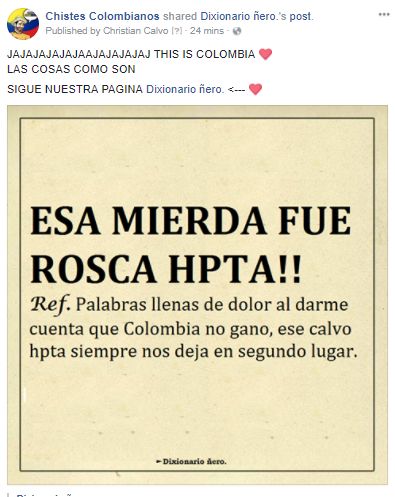 Chistes Colombianos shared Dixionario ñero.'s post.
Published by Christian Calvo [?] · 24 mins ·
JAJAJAJAJAJAAJAJAJAJAJ THIS IS COLOMBIA ❤
LAS COSAS COMO SON
SIGUE NUESTRA PAGINA Dixionario ñero. <--- ❤
ESA MIERDA FUE
ROSCA HPTA!!
Ref. Palabras llenas de dolor al darme
cuenta que Colombia no gano, ese calvo
hpta siempre nos deja en segundo lugar.
►Dixionario ñero.